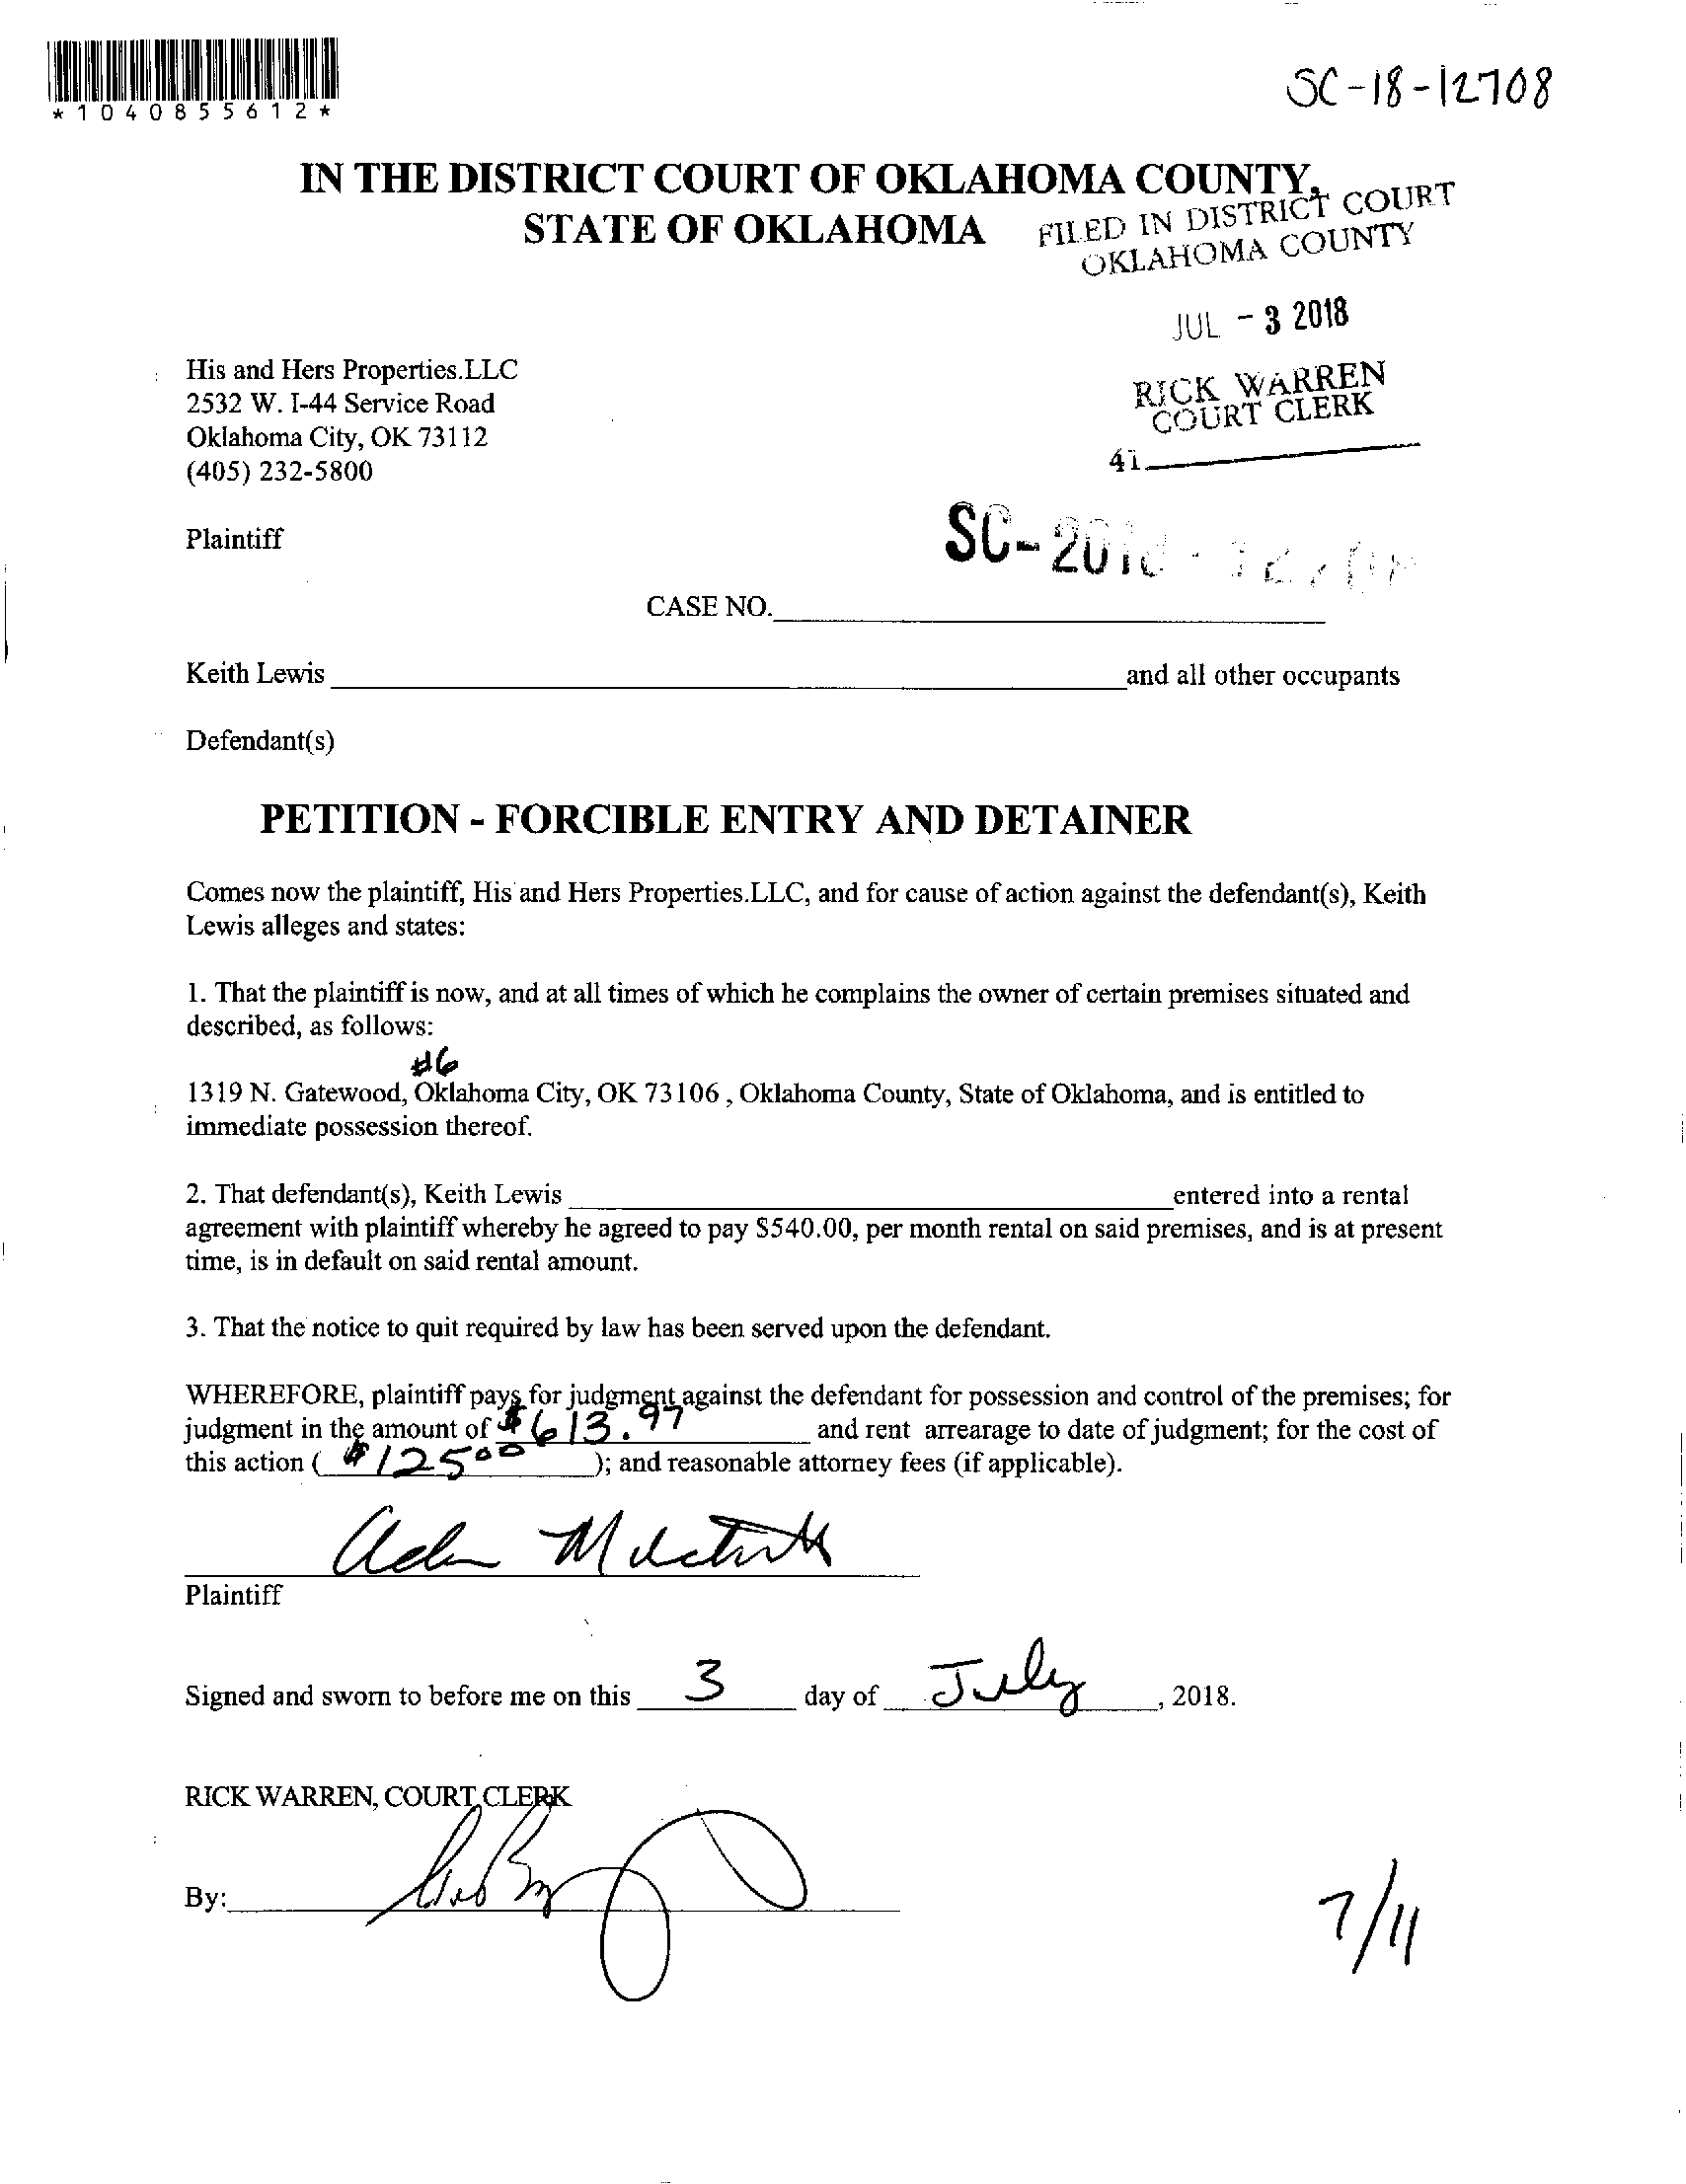 *1040855612*
SC-18-12708
IN THE DISTRICT COURT OF OKLAHOMA COUNTY,
STATE OF OKLAHOMA
FILED IN DISTRICT COURT
OKLAHOMA COUNTY
JUL - 3 2018
RICK WARREN
COURT CLERK
41
His and Hers Properties.LLC
2532 W. I-44 Service Road
Oklahoma City, OK 73112
(405) 232-5800
Plaintiff
SC-2018-12708
CASE NO.
Keith Lewis and all other occupants
Defendant(s)
PETITION - FORCIBLE ENTRY AND DETAINER
Comes now the plaintiff, His and Hers Properties.LLC, and for cause of action against the defendant(s), Keith
Lewis alleges and states:
1. That the plaintiff is now, and at all times of which he complains the owner of certain premises situated and
described, as follows:
#6
1319 N. Gatewood, Oklahoma City, OK 73106 , Oklahoma County, State of Oklahoma, and is entitled to
immediate possession thereof.
2. That defendant(s), Keith Lewis entered into a rental
agreement with plaintiff whereby he agreed to pay $540.00, per month rental on said premises, and is at present
time, is in default on said rental amount.
3. That the notice to quit required by law has been served upon the defendant.
WHEREFORE, plaintiff pays for judgment against the defendant for possession and control of the premises; for
judgment in the amount of $613.97 and rent arrearage to date of judgment; for the cost of
this action ( $125 00 ); and reasonable attorney fees (if applicable).
Plaintiff
Signed and sworn to before me on this 3 day of July , 2018.
RICK WARREN, COURT CLERK
By:
7/11